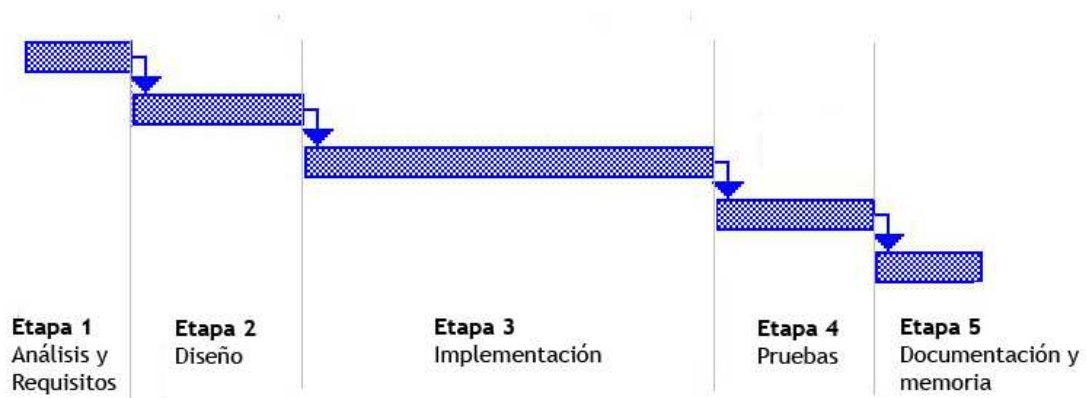 Etapa 1
Análisis y
Requisitos
Etapa 2
Diseño
Etapa 3
Implementación
Etapa 4
Pruebas
Etapa 5
Documentación y
memoria